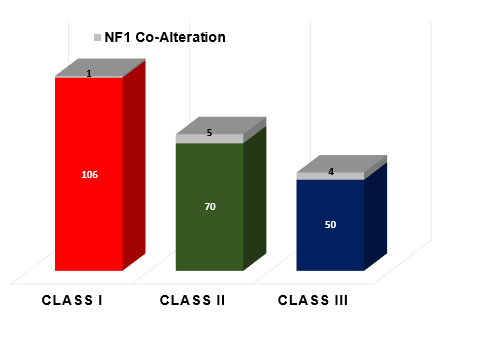 NF1 Co-Alteration
1
5
4
106
70
50
CLASS I
CLASS II
CLASS III